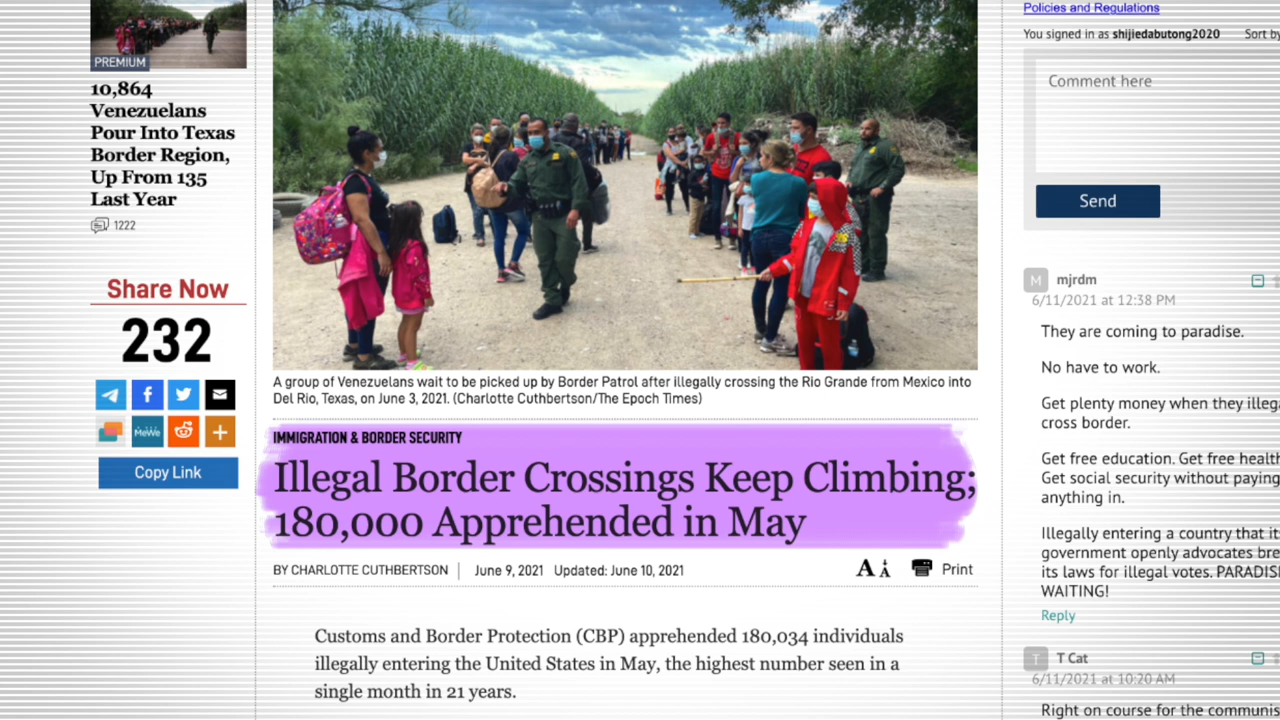 PREMIUM
10,864
Venezuelans
Pour Into Texas
Border Region,
Up From 135
Last Year
1222
Share Now
232
MeWe
Copy Link
A group of Venezuelans wait to be picked up by Border Patrol after illegally crossing the Rio Grande from Mexico into
Del Rio, Texas, on June 3, 2021. (Charlotte Cuthbertson/The Epoch Times)
IMMIGRATION & BORDER SECURITY
Illegal Border Crossings Keep Climbing;
180,000 Apprehended in May
BY CHARLOTTE CUTHBERTSON June 9, 2021 Updated: June 10, 2021 A A Print
Customs and Border Protection (CBP) apprehended 180,034 individuals
illegally entering the United States in May, the highest number seen in a
single month in 21 years.
Policies and Regulations
You signed in as shijiedabutong2020 Sort by
Comment here
Send
M mjrdm
6/11/2021 at 12:38 PM
They are coming to paradise.
No have to work.
Get plenty money when they illega
cross border.
Get free education. Get free health
Get social security without paying
anything in.
Illegally entering a country that it
government openly advocates bre
its laws for illegal votes. PARADIS
WAITING!
Reply
T T Cat
6/11/2021 at 10:20 AM
Right on course for the communis